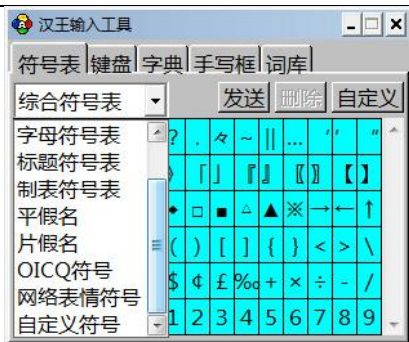 汉王输入工具
符号表 键盘 字典 手写框 词库
综合符号表 发送 删除 自定义
字母符号表
标题符号表
制表符号表
平假名
片假名
OICQ符号
网络表情符号
自定义符号
? . 々 ~ ‖ … ′ ″
「 」 『 』 〖 〗 【 】
◆ □ ■ △ ▲ ※ → ← ↑
( ) [ ] { } < > \
$ ¢ £ ‰ + × ÷ - /
1 2 3 4 5 6 7 8 9